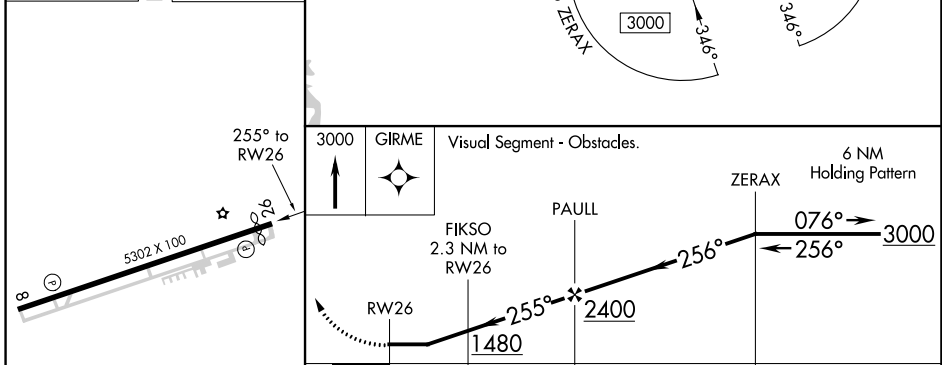 ZERAX
3000
346°
346°
255° to
RW26
26
5302 X 100
P
P
8
3000
GIRME
Visual Segment - Obstacles.
6 NM
Holding Pattern
ZERAX
PAULL
FIKSO
2.3 NM to
RW26
RW26
076°
256°
3000
256°
255°
2400
1480